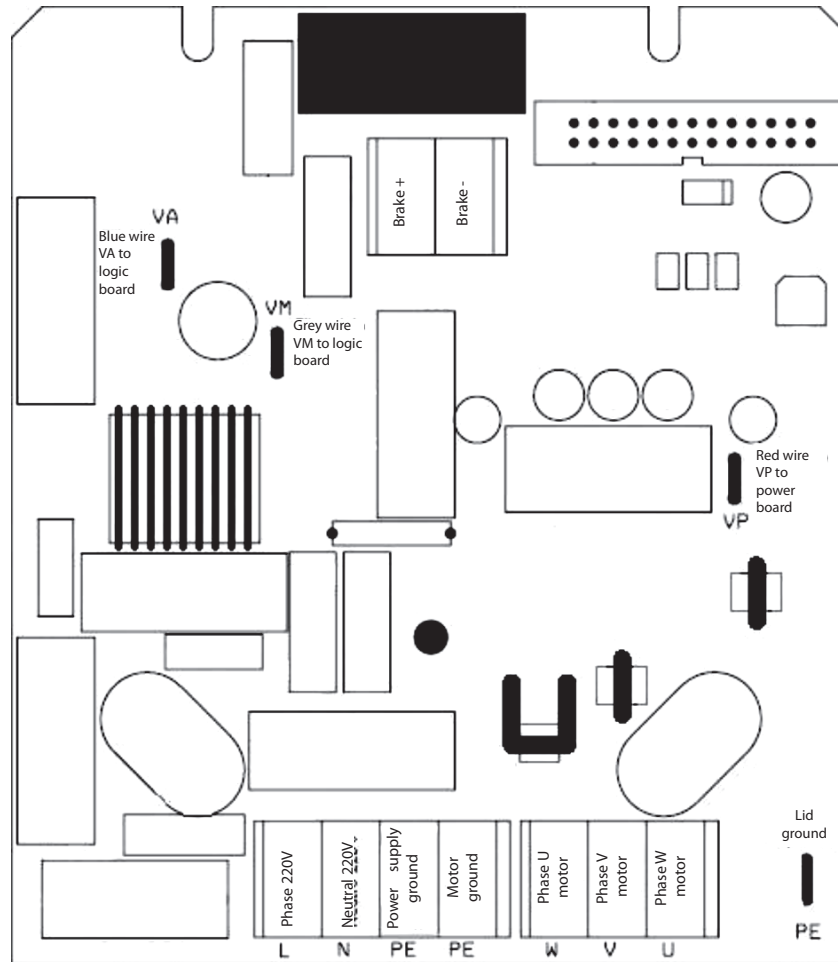 Brake +
Brake -
VA
Blue wire
VA to
logic
board
VM
Grey wire
VM to logic
board
Red wire
VP to
power
board
VP
Lid
ground
Phase 220V
Neutral 220V
Power supply
ground
Motor
ground
Phase U
motor
Phase V
motor
Phase W
motor
L N PE PE W V U
PE